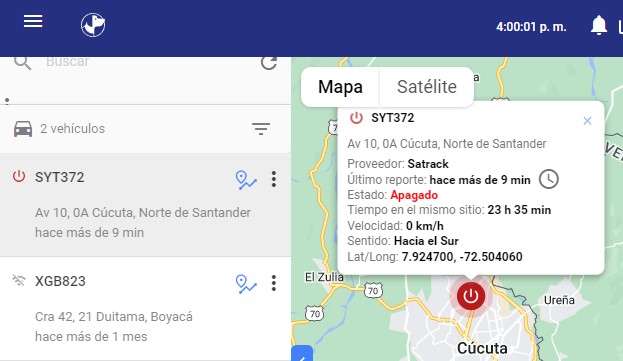 4:00:01 p. m.
Buscar
2 vehículos
SYT372
Av 10, 0A Cúcuta, Norte de Santander
hace más de 9 min
XGB823
Cra 42, 21 Duitama, Boyacá
hace más de 1 mes
Mapa
Satélite
SYT372
Av 10, 0A Cúcuta, Norte de Santander
Proveedor: Satrack
Último reporte: hace más de 9 min
Estado: Apagado
Tiempo en el mismo sitio: 23 h 35 min
Velocidad: 0 km/h
Sentido: Hacia el Sur
Lat/Long: 7.924700, -72.504060
70
El Zulia
70
70
Ureña
Cúcuta